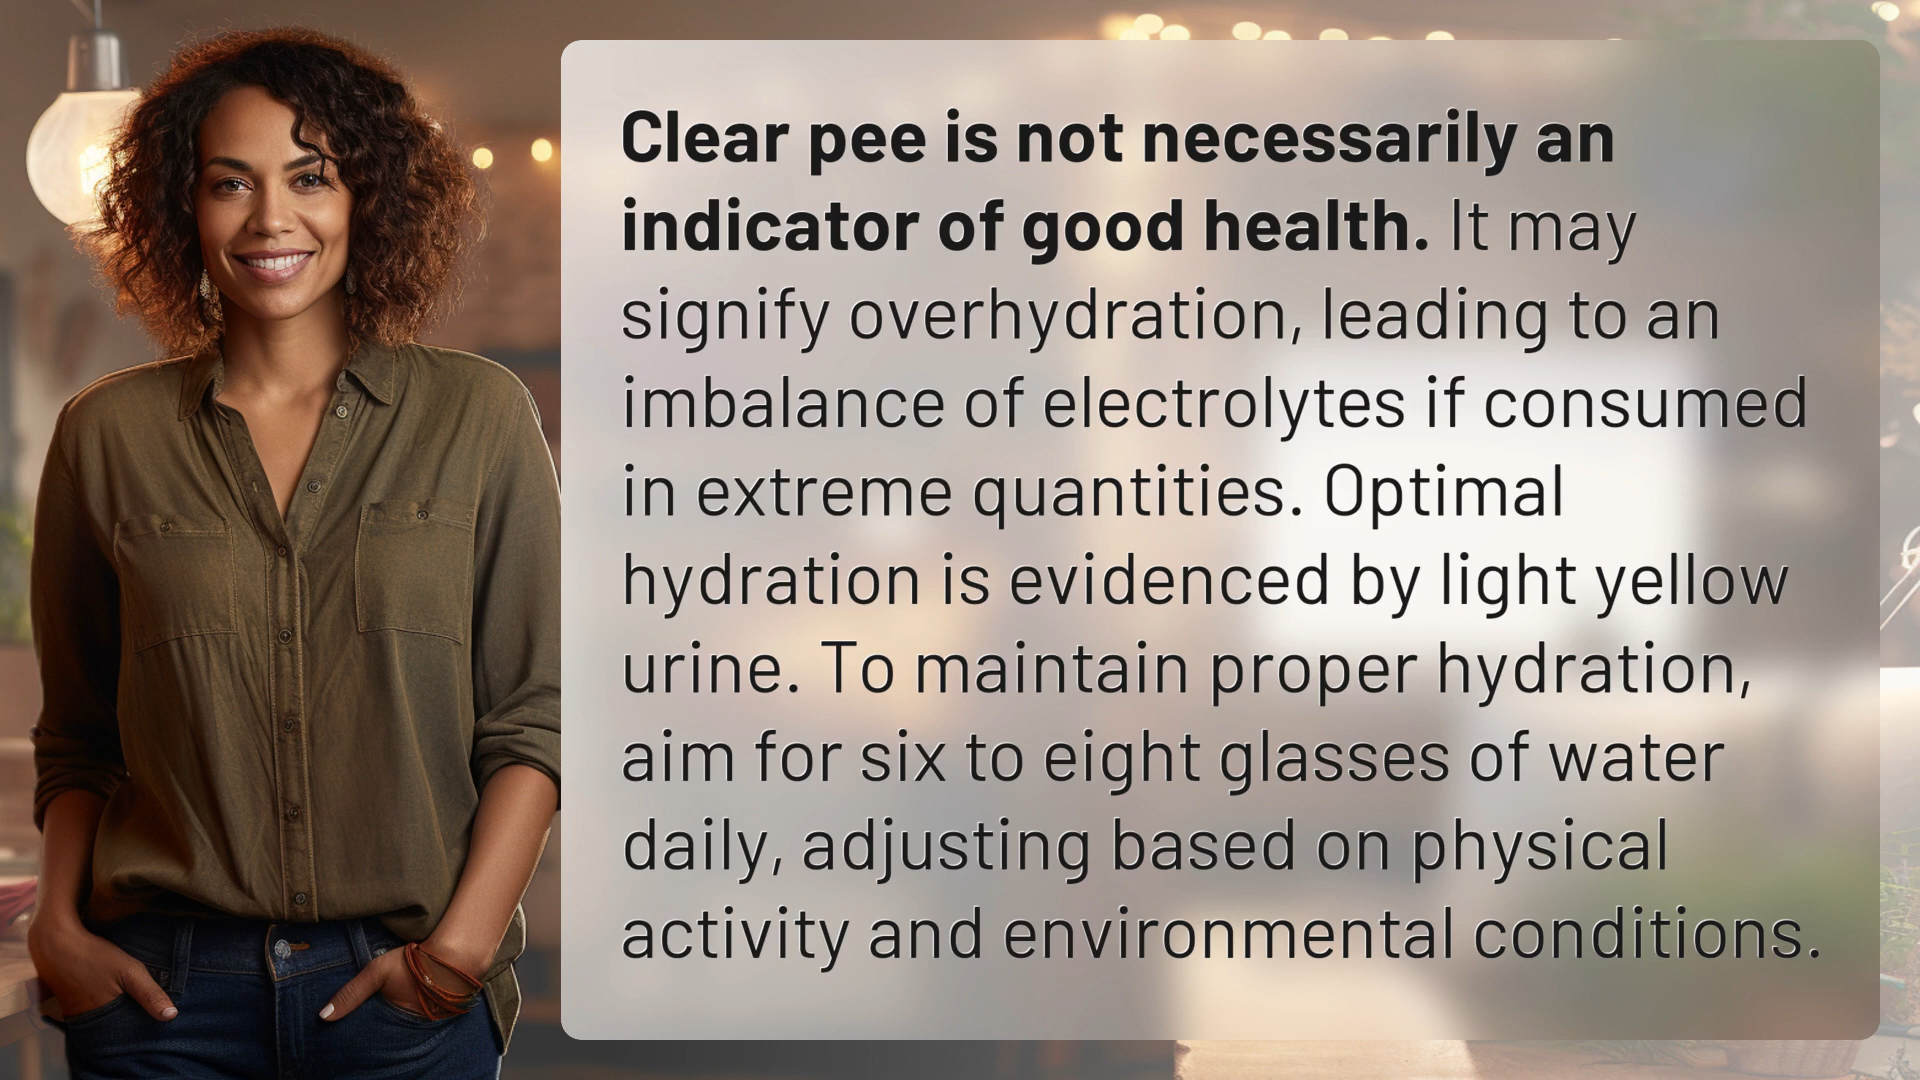 Clear pee is not necessarily an
indicator of good health. It may
signify overhydration, leading to an
imbalance of electrolytes if consumed
in extreme quantities. Optimal
hydration is evidenced by light yellow
urine. To maintain proper hydration,
aim for six to eight glasses of water
daily, adjusting based on physical
activity and environmental conditions.